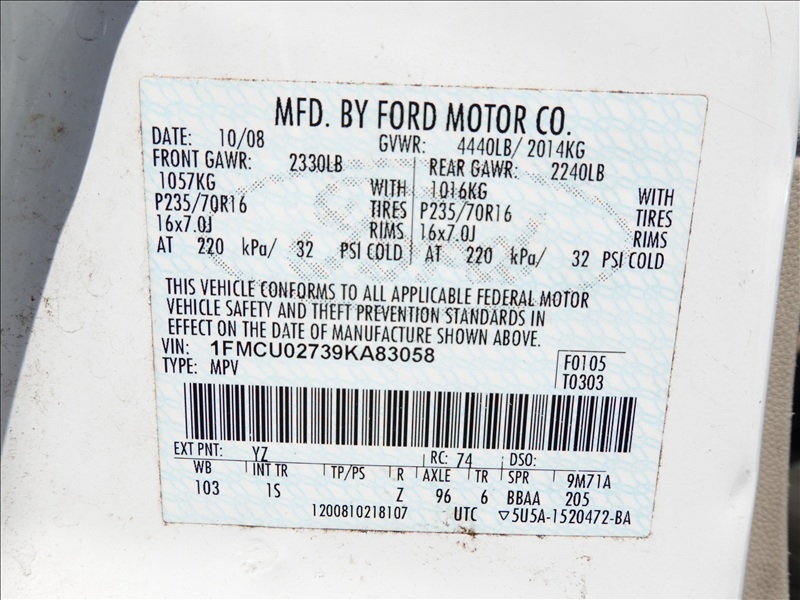 MFD. BY FORD MOTOR CO.
DATE: 10/08 GVWR: 4440LB/ 2014KG
FRONT GAWR: 2330LB REAR GAWR: 2240LB
1057KG WITH 1016KG WITH
P235/70R16 TIRES P235/70R16 TIRES
16x7.0J RIMS 16x7.0J RIMS
AT 220 kPa/ 32 PSI COLD AT 220 kPa/ 32 PSI COLD
THIS VEHICLE CONFORMS TO ALL APPLICABLE FEDERAL MOTOR
VEHICLE SAFETY AND THEFT PREVENTION STANDARDS IN
EFFECT ON THE DATE OF MANUFACTURE SHOWN ABOVE.
VIN: 1FMCU02739KA83058 F0105
TYPE: MPV T0303
EXT PNT: YZ RC: 74 DSO:
WB INT TR TP/PS R AXLE TR SPR 9M71A
103 1S Z 96 6 BBAA 205
1200810218107 UTC ▽5U5A-1520472-BA
Ford